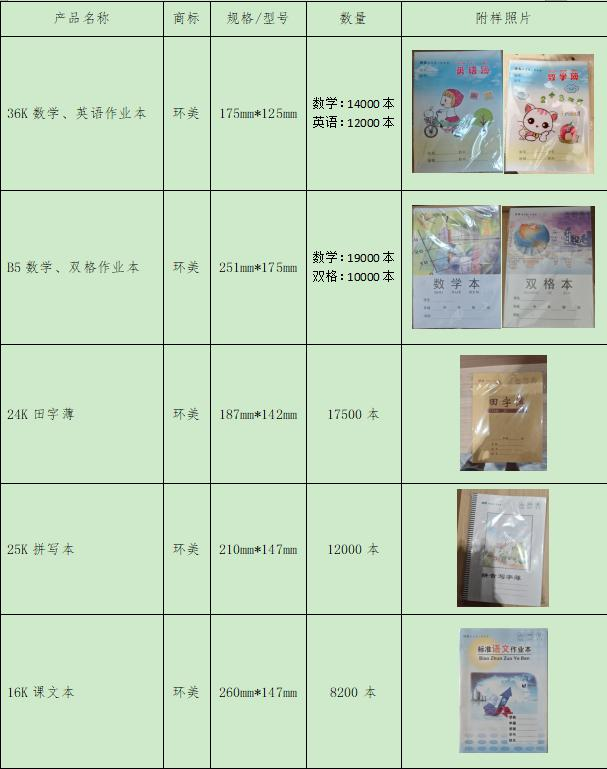 产品名称 商标 规格/型号 数量 附样照片
36K 数学、英语作业本 环美 175mm*125mm 数学：14000 本
英语：12000 本
英语簿
数学簿
B5 数学、双格作业本 环美 251mm*175mm 数学：19000 本
双格：10000 本
数学本
双格本
24K 田字薄 环美 187mm*142mm 17500 本
田字簿
25K 拼写本 环美 210mm*147mm 12000 本
拼音写字簿
16K 课文本 环美 260mm*147mm 8200 本
标准语文作业本
Biao Zhun Zuo Ye Ben